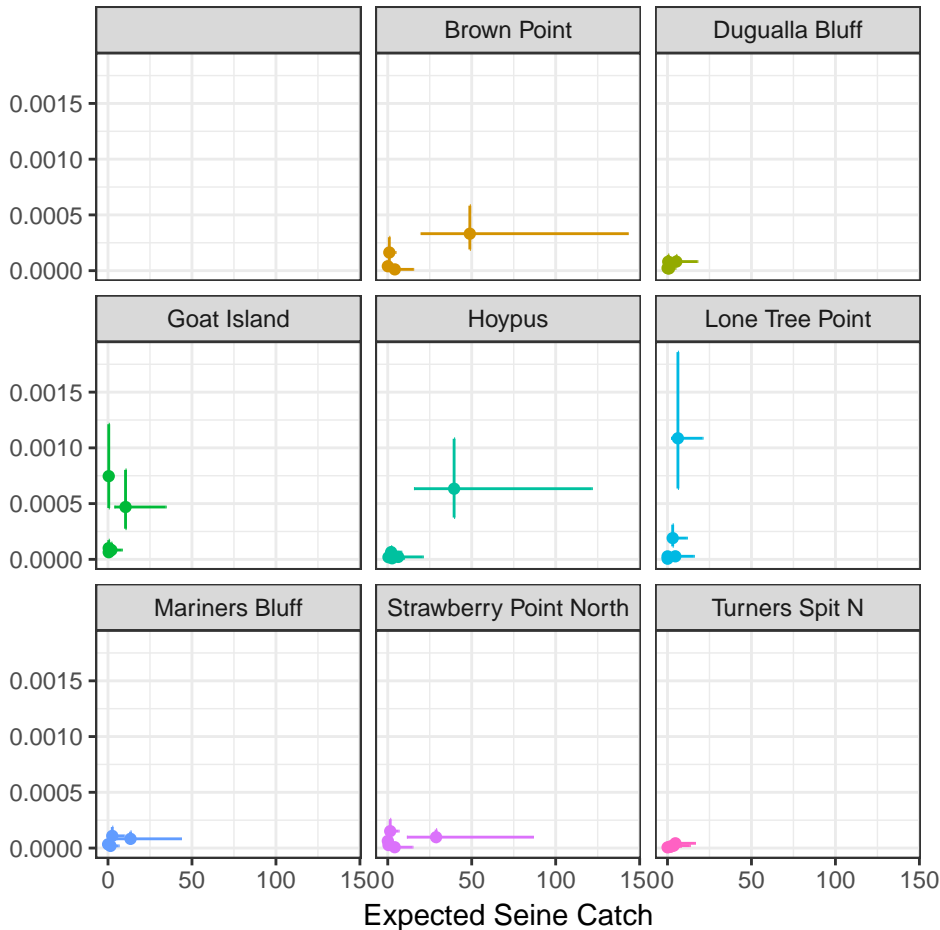 Brown Point Dugualla Bluff
0.0015
0.0010
0.0005
0.0000
Goat Island Hoypus Lone Tree Point
0.0015
0.0010
0.0005
0.0000
Mariners Bluff Strawberry Point North Turners Spit N
0.0015
0.0010
0.0005
0.0000
0 50 100 150 0 50 100 150 0 50 100 150
Expected Seine Catch